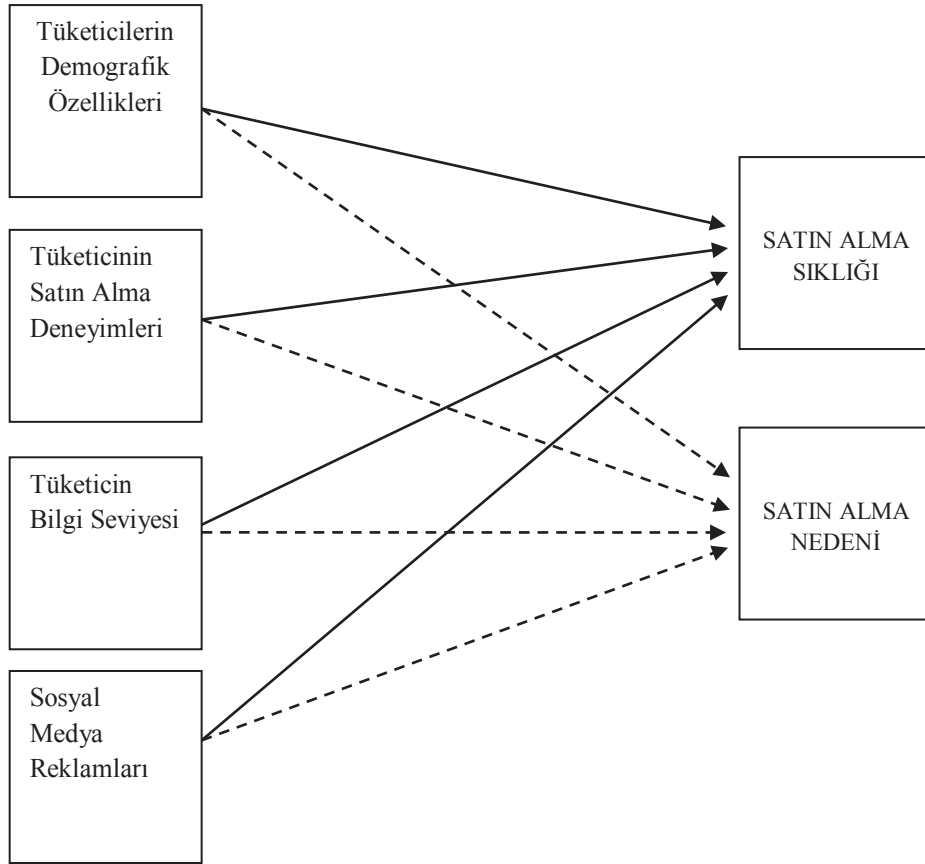 Tüketicilerin
Demografik
Özellikleri
Tüketicinin
Satın Alma
Deneyimleri
Tüketicin
Bilgi Seviyesi
Sosyal
Medya
Reklamları
SATIN ALMA
SIKLIĞI
SATIN ALMA
NEDENİ